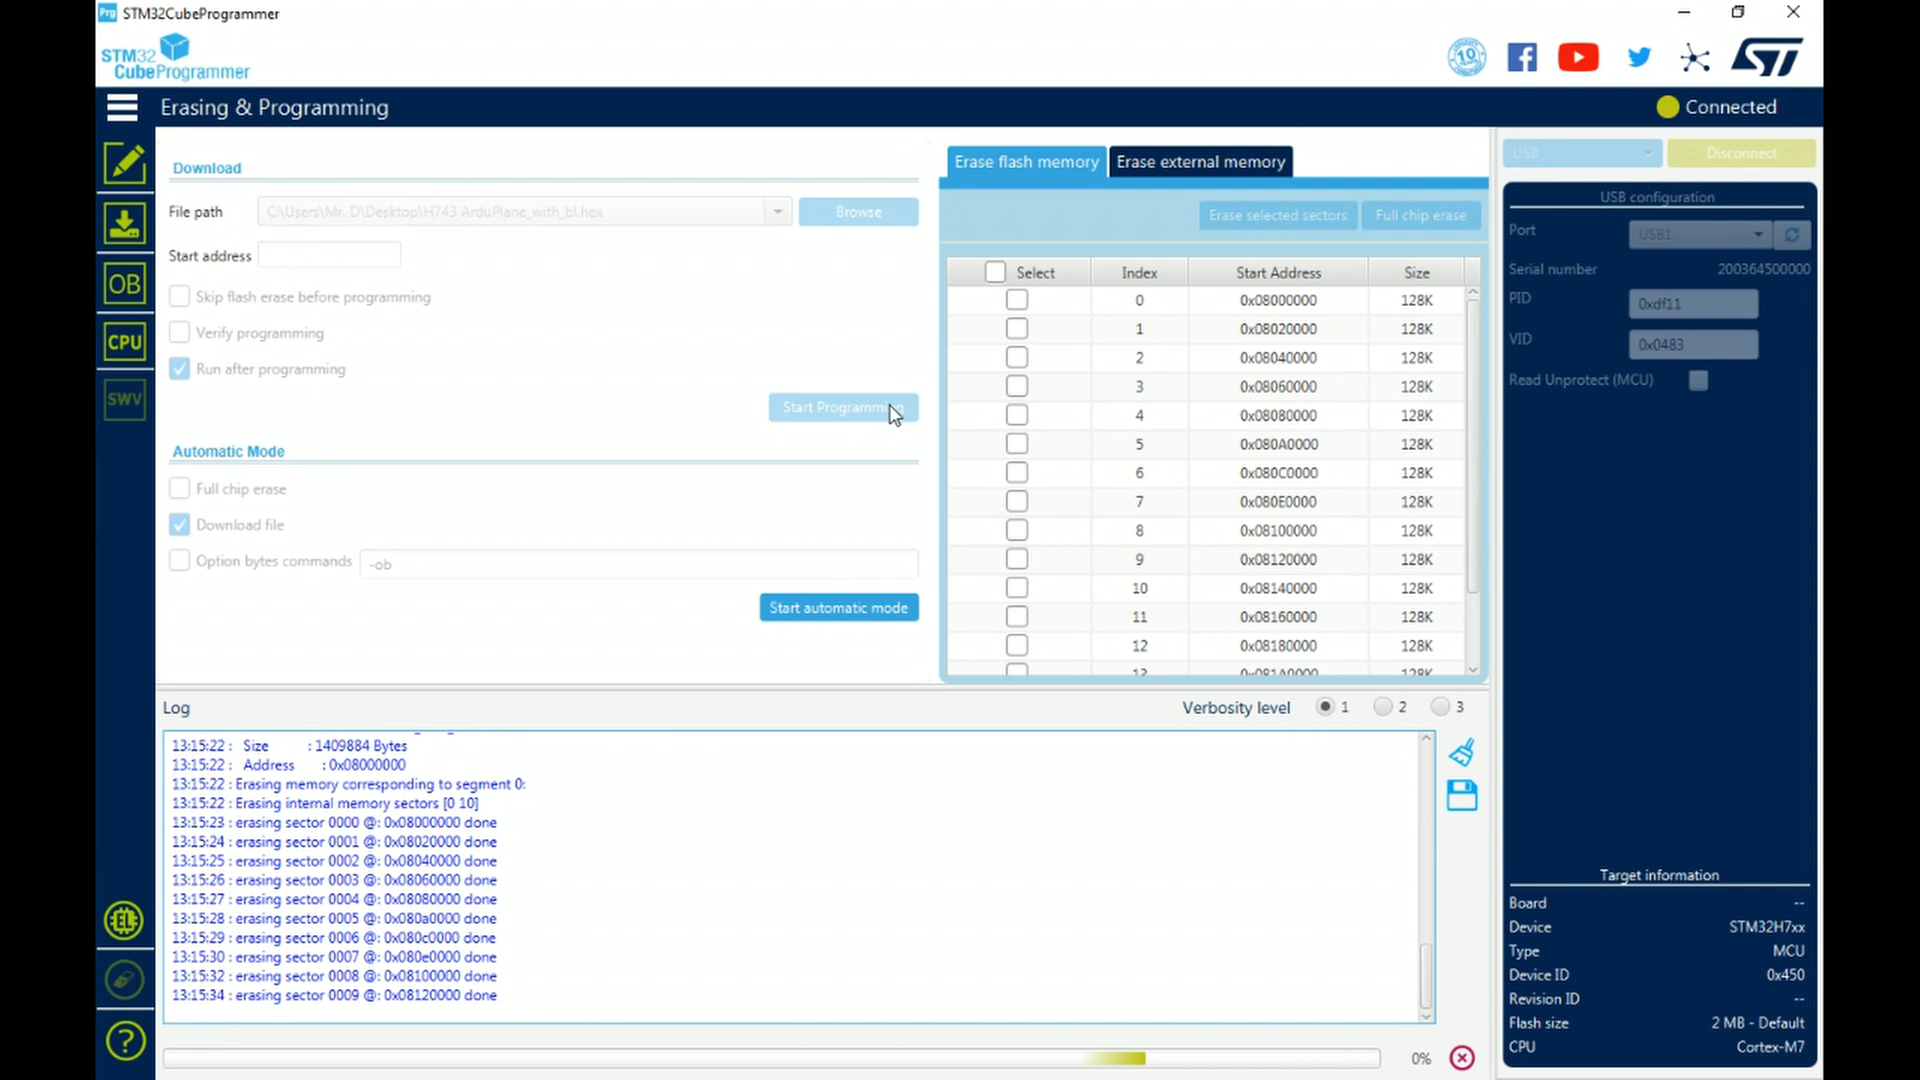 Prg STM32CubeProgrammer
STM32
CubeProgrammer
10
Erasing & Programming
Connected
Download
File path C:\Users\Mr. D\Desktop\H743 ArduPlane_with_bl.hex Browse
Start address
Skip flash erase before programming
Verify programming
Run after programming
Start Programming
Automatic Mode
Full chip erase
Download file
Option bytes commands -ob
Start automatic mode
OB
CPU
SWV
Erase flash memory Erase external memory
Erase selected sectors Full chip erase
Select Index Start Address Size
0 0x08000000 128K
1 0x08020000 128K
2 0x08040000 128K
3 0x08060000 128K
4 0x08080000 128K
5 0x080A0000 128K
6 0x080C0000 128K
7 0x080E0000 128K
8 0x08100000 128K
9 0x08120000 128K
10 0x08140000 128K
11 0x08160000 128K
12 0x08180000 128K
13 0x081A0000 128K
USB Disconnect
USB configuration
Port USB1
Serial number 200364500000
PID 0xdf11
VID 0x0483
Read Unprotect (MCU)
Log
Verbosity level 1 2 3
13:15:22 : Size : 1409884 Bytes
13:15:22 : Address : 0x08000000
13:15:22 : Erasing memory corresponding to segment 0:
13:15:22 : Erasing internal memory sectors [0 10]
13:15:23 : erasing sector 0000 @: 0x08000000 done
13:15:24 : erasing sector 0001 @: 0x08020000 done
13:15:25 : erasing sector 0002 @: 0x08040000 done
13:15:26 : erasing sector 0003 @: 0x08060000 done
13:15:27 : erasing sector 0004 @: 0x08080000 done
13:15:28 : erasing sector 0005 @: 0x080a0000 done
13:15:29 : erasing sector 0006 @: 0x080c0000 done
13:15:30 : erasing sector 0007 @: 0x080e0000 done
13:15:32 : erasing sector 0008 @: 0x08100000 done
13:15:34 : erasing sector 0009 @: 0x08120000 done
0%
Target information
Board --
Device STM32H7xx
Type MCU
Device ID 0x450
Revision ID --
Flash size 2 MB - Default
CPU Cortex-M7
EL
?